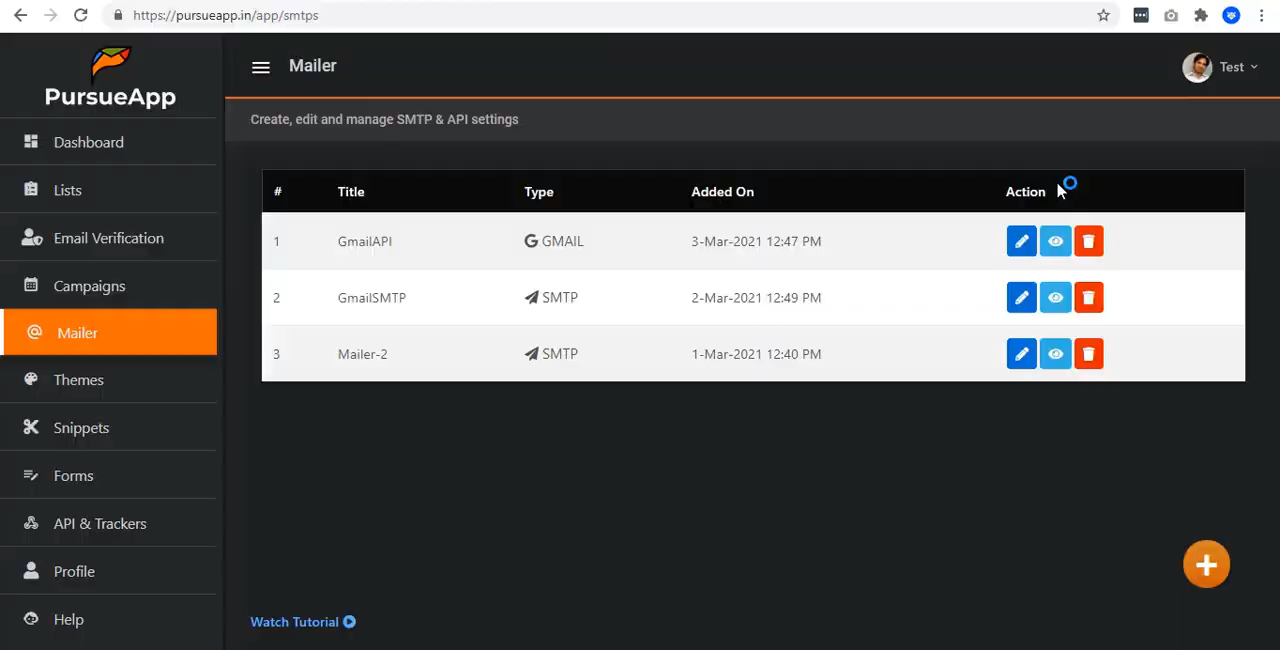 https://pursueapp.in/app/smtps
PursueApp
Mailer
Test
Create, edit and manage SMTP & API settings
Dashboard
Lists
Email Verification
Campaigns
Mailer
Themes
Snippets
Forms
API & Trackers
Profile
Help
# Title Type Added On Action
1 GmailAPI GMAIL 3-Mar-2021 12:47 PM
2 GmailSMTP SMTP 2-Mar-2021 12:49 PM
3 Mailer-2 SMTP 1-Mar-2021 12:40 PM
Watch Tutorial